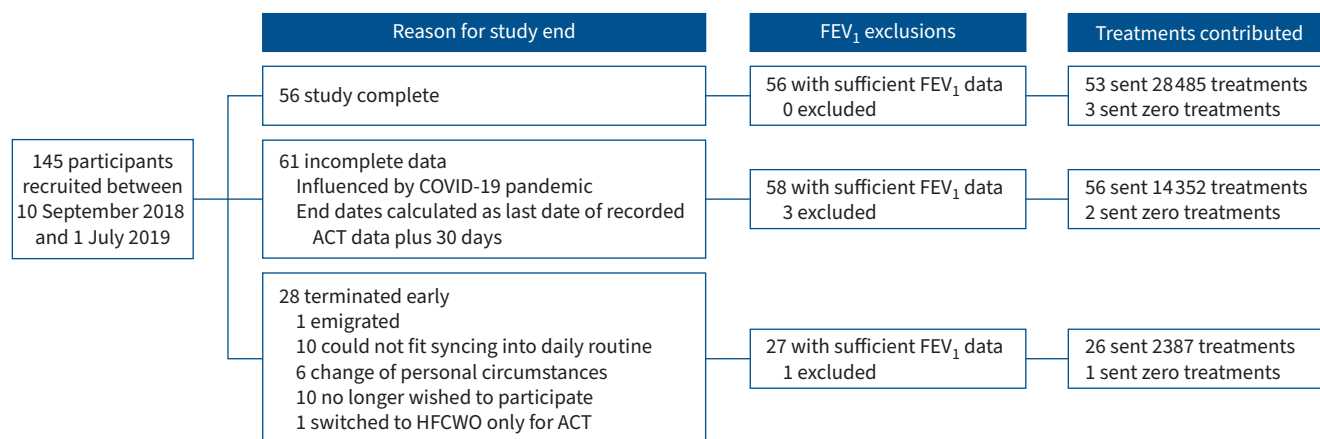 Reason for study end
FEV1 exclusions
Treatments contributed
145 participants
recruited between
10 September 2018
and 1 July 2019
56 study complete
56 with sufficient FEV1 data
0 excluded
53 sent 28 485 treatments
3 sent zero treatments
61 incomplete data
Influenced by COVID-19 pandemic
End dates calculated as last date of recorded
ACT data plus 30 days
58 with sufficient FEV1 data
3 excluded
56 sent 14 352 treatments
2 sent zero treatments
28 terminated early
1 emigrated
10 could not fit syncing into daily routine
6 change of personal circumstances
10 no longer wished to participate
1 switched to HFCWO only for ACT
27 with sufficient FEV1 data
1 excluded
26 sent 2387 treatments
1 sent zero treatments